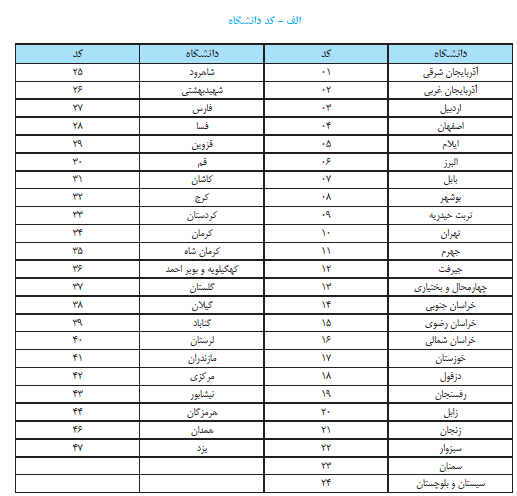 الف - کد دانشگاه
دانشگاه کد دانشگاه کد
آذربایجان شرقی ۰۱ شاهرود ۲۵
آذربایجان غربی ۰۲ شهیدبهشتی ۲۶
اردبیل ۰۳ فارس ۲۷
اصفهان ۰۴ فسا ۲۸
ایلام ۰۵ قزوین ۲۹
البرز ۰۶ قم ۳۰
بابل ۰۷ کاشان ۳۱
بوشهر ۰۸ کرج ۳۲
تربت حیدریه ۰۹ کردستان ۳۳
تهران ۱۰ کرمان ۳۴
جهرم ۱۱ کرمان شاه ۳۵
جیرفت ۱۲ کهگیلویه و بویر احمد ۳۶
چهارمحال و بختیاری ۱۳ گلستان ۳۷
خراسان جنوبی ۱۴ گیلان ۳۸
خراسان رضوی ۱۵ گناباد ۳۹
خراسان شمالی ۱۶ لرستان ۴۰
خوزستان ۱۷ مازندران ۴۱
دزفول ۱۸ مرکزی ۴۲
رفسنجان ۱۹ نیشابور ۴۳
زابل ۲۰ هرمزگان ۴۴
زنجان ۲۱ همدان ۴۶
سبزوار ۲۲ یزد ۴۷
سمنان ۲۳
سیستان و بلوچستان ۲۴